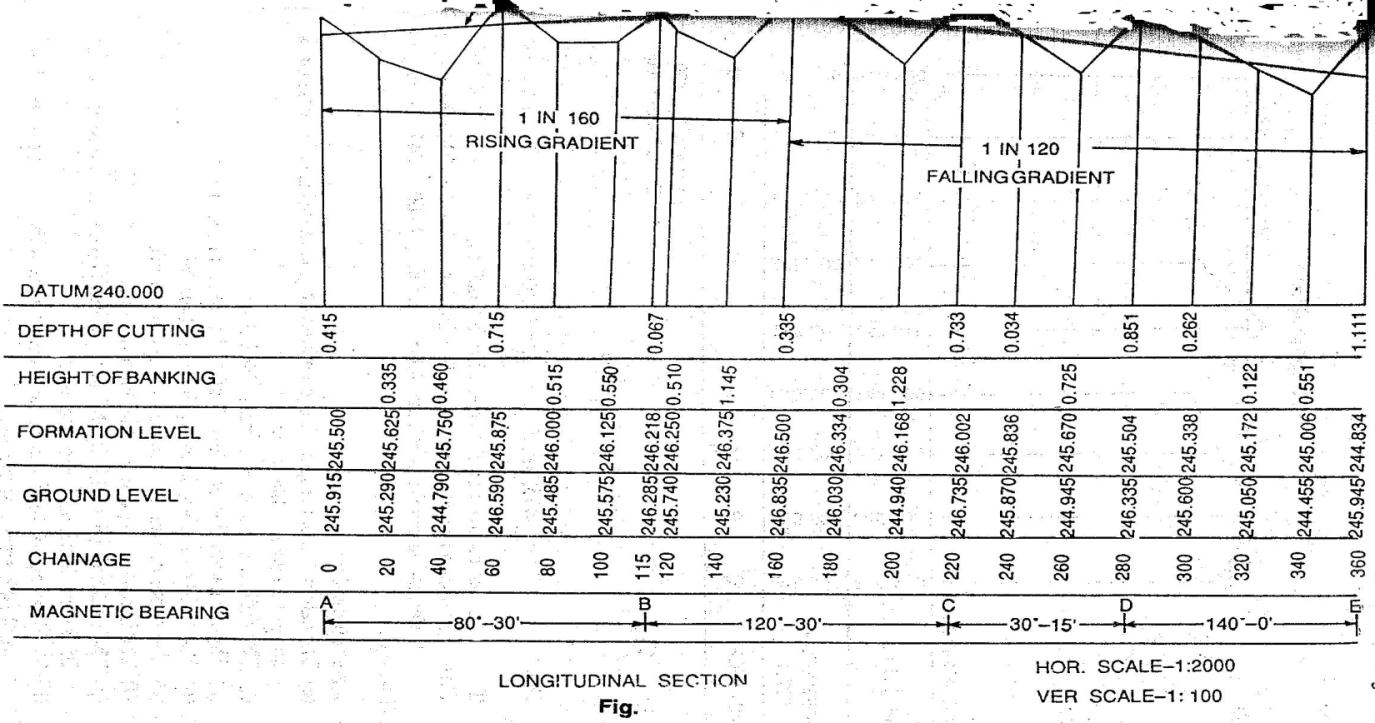 1 IN 160
RISING GRADIENT
1 IN 120
FALLING GRADIENT
DATUM 240.000
DEPTH OF CUTTING 0.415 0.715 0.067 0.335 0.733 0.034 0.851 0.262 1.111
HEIGHT OF BANKING 0.335 0.460 0.515 0.550 0.510 1.145 0.304 1.228 0.725 0.122 0.551
FORMATION LEVEL 245.500 245.625 245.750 245.875 246.000 246.125 246.218 246.250 246.375 246.500 246.334 246.168 246.002 245.836 245.670 245.504 245.338 245.172 245.006 244.834
GROUND LEVEL 245.915 245.290 244.790 246.590 245.485 245.575 246.285 245.740 245.230 246.835 246.030 244.940 246.735 245.870 244.945 246.335 245.600 245.050 244.455 245.945
CHAINAGE 0 20 40 60 80 100 115 120 140 160 180 200 220 240 260 280 300 320 340 360
A B C D E
MAGNETIC BEARING 80°–30' 120°–30' 30°–15' 140°–0'
LONGITUDINAL SECTION
HOR. SCALE–1:2000
VER SCALE–1:100
Fig.